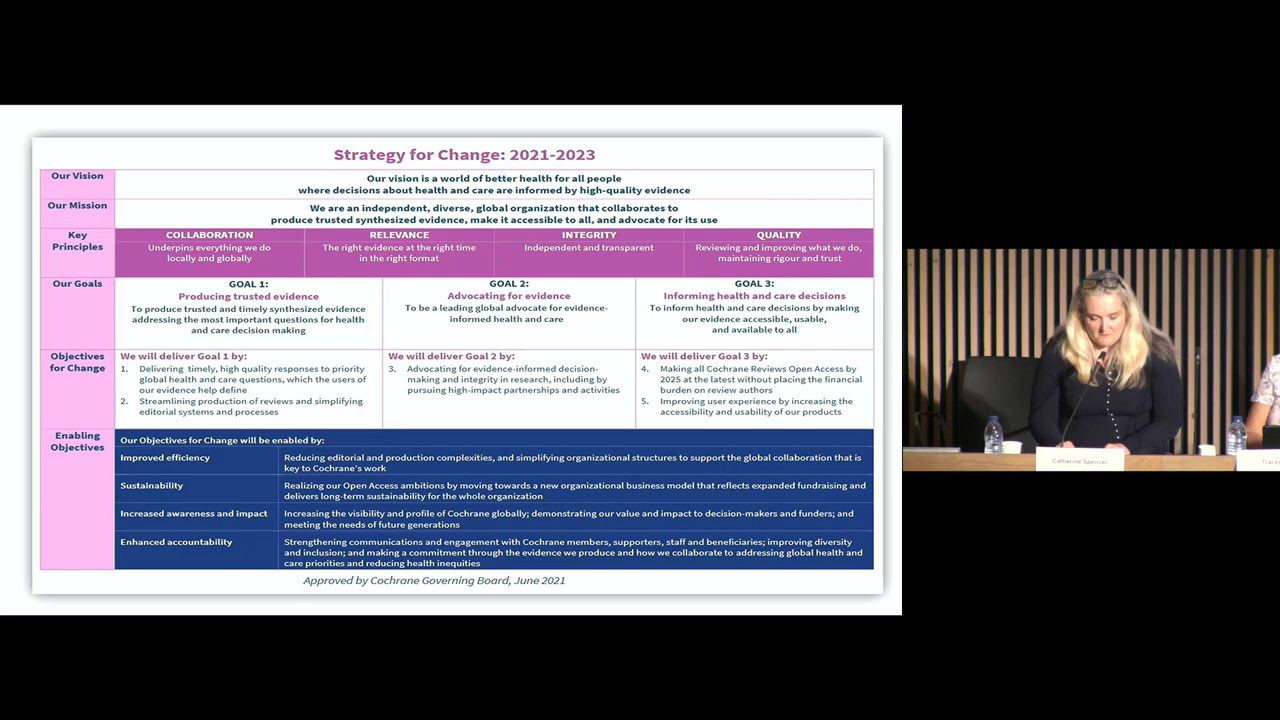 Strategy for Change: 2021-2023
Our Vision
Our vision is a world of better health for all people
where decisions about health and care are informed by high-quality evidence
Our Mission
We are an independent, diverse, global organization that collaborates to
produce trusted synthesized evidence, make it accessible to all, and advocate for its use
Key
Principles
COLLABORATION
Underpins everything we do
locally and globally
RELEVANCE
The right evidence at the right time
in the right format
INTEGRITY
Independent and transparent
QUALITY
Reviewing and improving what we do,
maintaining rigour and trust
Our Goals
GOAL 1:
Producing trusted evidence
To produce trusted and timely synthesized evidence
addressing the most important questions for health
and care decision making
GOAL 2:
Advocating for evidence
To be a leading global advocate for evidence-
informed health and care
GOAL 3:
Informing health and care decisions
To inform health and care decisions by making
our evidence accessible, usable,
and available to all
Objectives
for Change
We will deliver Goal 1 by:
1. Delivering timely, high quality responses to priority
global health and care questions, which the users of
our evidence help define
2. Streamlining production of reviews and simplifying
editorial systems and processes
We will deliver Goal 2 by:
3. Advocating for evidence-informed decision-
making and integrity in research, including by
pursuing high-impact partnerships and activities
We will deliver Goal 3 by:
4. Making all Cochrane Reviews Open Access by
2025 at the latest without placing the financial
burden on review authors
5. Improving user experience by increasing the
accessibility and usability of our products
Enabling
Objectives
Our Objectives for Change will be enabled by:
Improved efficiency
Reducing editorial and production complexities, and simplifying organizational structures to support the global collaboration that is
key to Cochrane's work
Sustainability
Realizing our Open Access ambitions by moving towards a new organizational business model that reflects expanded fundraising and
delivers long-term sustainability for the whole organization
Increased awareness and impact
Increasing the visibility and profile of Cochrane globally; demonstrating our value and impact to decision-makers and funders; and
meeting the needs of future generations
Enhanced accountability
Strengthening communications and engagement with Cochrane members, supporters, staff and beneficiaries; improving diversity
and inclusion; and making a commitment through the evidence we produce and how we collaborate to addressing global health and
care priorities and reducing health inequities
Approved by Cochrane Governing Board, June 2021
Catherine Spencer
Tracey